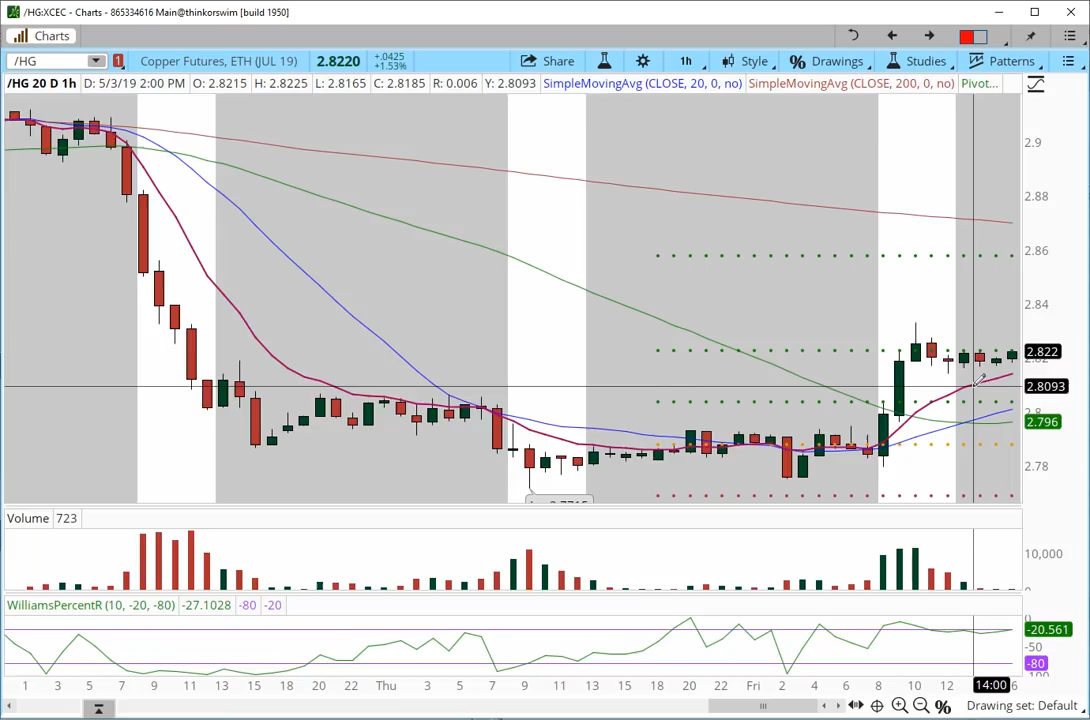 /HG:XCEC - Charts - 865334616 Main@thinkorswim [build 1950]
Charts
/HG 1 Copper Futures, ETH (JUL 19) 2.8220 +.0425 +1.53% Share 1h Style Drawings Studies Patterns
/HG 20 D 1h D: 5/3/19 2:00 PM O: 2.8215 H: 2.8225 L: 2.8165 C: 2.8185 R: 0.006 Y: 2.8093 SimpleMovingAvg (CLOSE, 20, 0, no) SimpleMovingAvg (CLOSE, 200, 0, no) Pivot...
2.9
2.88
2.86
2.84
2.822
2.8093
2.796
2.78
Volume 723
10,000
WilliamsPercentR (10, -20, -80) -27.1028 -80 -20
-20.561
-50
-80
1 3 5 7 9 11 13 15 18 20 22 Thu 3 5 7 9 11 13 15 18 20 22 Fri 2 4 6 8 10 12 14:00 6
Drawing set: Default